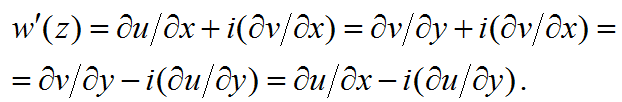 w′(z) = ∂u/∂x + i(∂v/∂x) = ∂v/∂y + i(∂v/∂x) =
= ∂v/∂y − i(∂u/∂y) = ∂u/∂x − i(∂u/∂y).